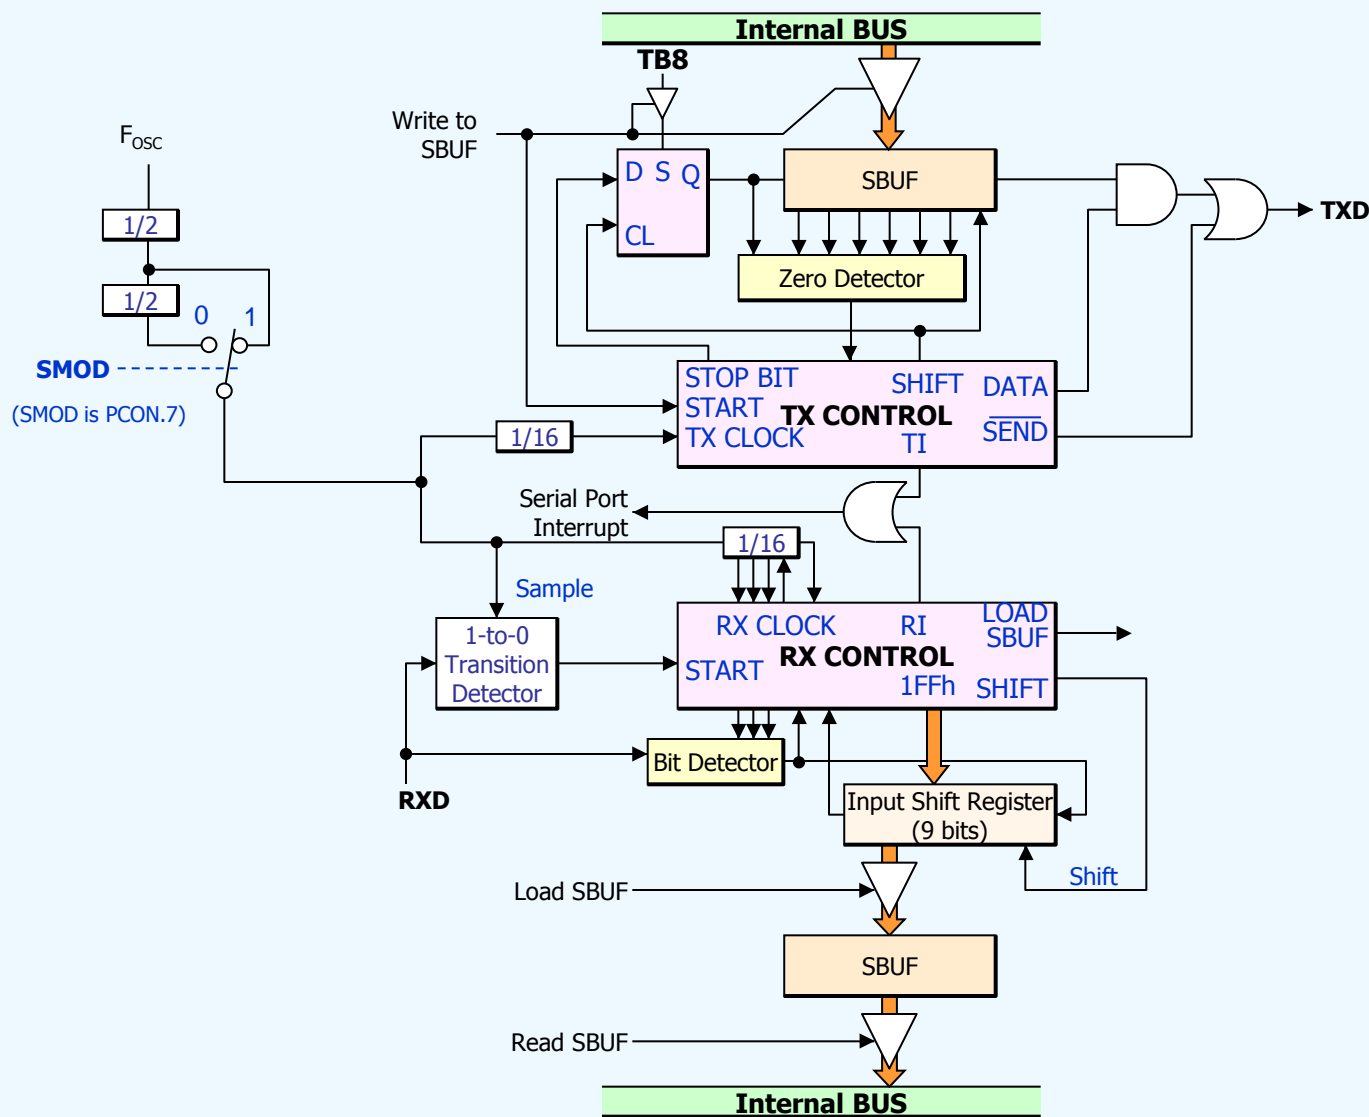 Internal BUS
TB8
Write to
SBUF
F_OSC
1/2
1/2
0 1
SMOD
(SMOD is PCON.7)
D S Q
CL
SBUF
TXD
Zero Detector
STOP BIT
SHIFT
DATA
START
TX CONTROL
TX CLOCK
TI
SEND
1/16
Serial Port
Interrupt
1/16
Sample
1-to-0
Transition
Detector
RX CLOCK
RI
LOAD
SBUF
RX CONTROL
START
1FFh
SHIFT
Bit Detector
RXD
Input Shift Register
(9 bits)
Shift
Load SBUF
SBUF
Read SBUF
Internal BUS